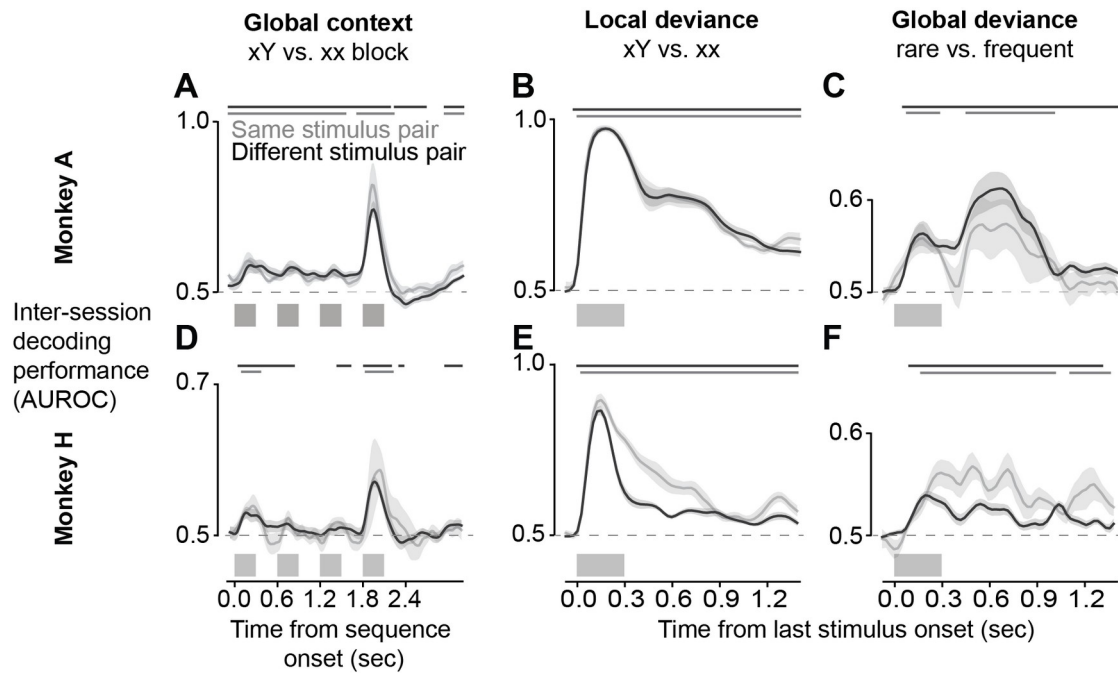 Global context
xY vs. xx block
Local deviance
xY vs. xx
Global deviance
rare vs. frequent
A
B
C
1.0
Same stimulus pair
Different stimulus pair
0.5
1.0
0.5
0.6
0.5
Monkey A
Inter-session
decoding
performance
(AUROC)
D
E
F
0.7
0.5
1.0
0.5
0.6
0.5
Monkey H
0.0 0.6 1.2 1.8 2.4
0.0 0.3 0.6 0.9 1.2
0.0 0.3 0.6 0.9 1.2
Time from sequence
onset (sec)
Time from last stimulus onset (sec)